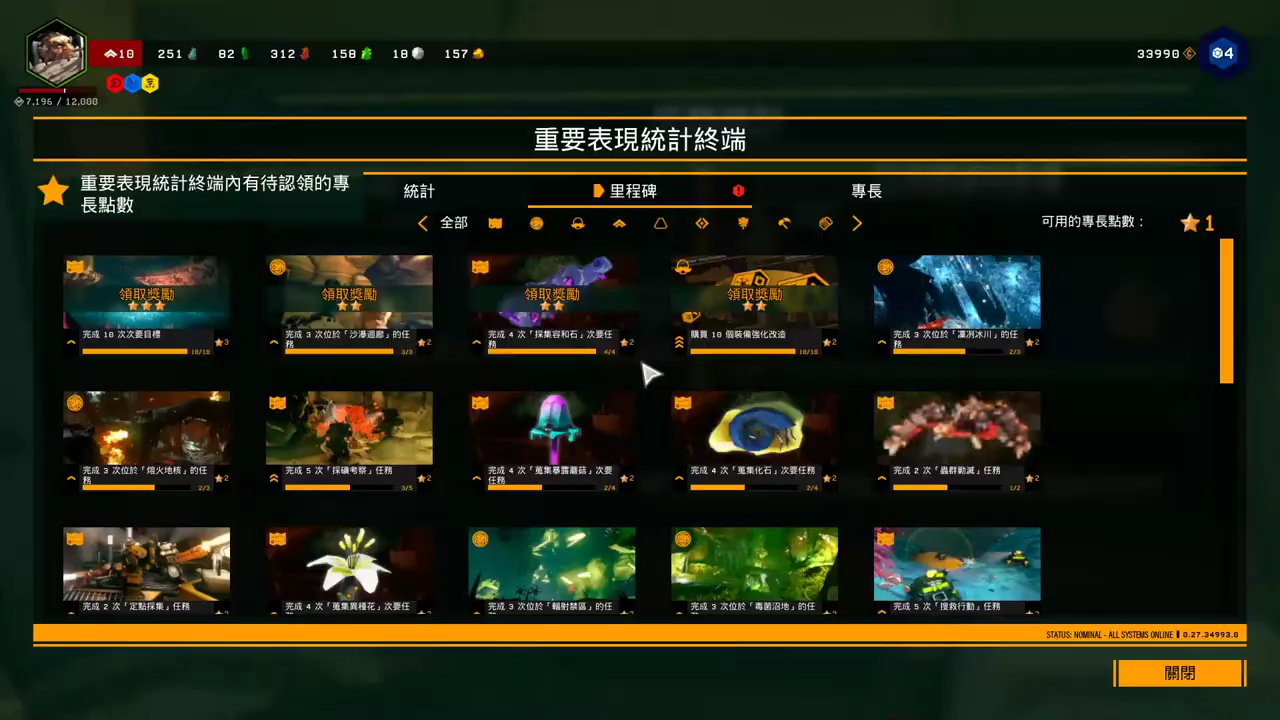 10 251 82 312 158 18 157 33990 4
7,196 / 12,000
重要表現統計終端
重要表現統計終端內有待認領的專
長點數
統計 里程碑 專長
全部
可用的專長點數： 1
領取獎勵
完成 10 次次要目標
3
10/10
領取獎勵
完成 3 次位於「沙瀑迴廊」的任
務
2
3/3
領取獎勵
完成 4 次「採集容和石」次要任
務
2
4/4
領取獎勵
購買 10 個裝備強化改造
2
10/10
完成 3 次位於「凜冽冰川」的任
務
2
2/3
完成 3 次位於「熔火地核」的任
務
2
2/3
完成 5 次「採礦考察」任務
2
3/5
完成 4 次「蒐集暴露蘑菇」次要
任務
2
2/4
完成 4 次「蒐集化石」次要任務
2
2/4
完成 2 次「蟲群勦滅」任務
2
1/2
完成 2 次「定點採集」任務
完成 4 次「蒐集異種花」次要任
完成 3 次位於「輻射禁區」的任
完成 3 次位於「毒菌沼地」的任
完成 5 次「搜救行動」任務
STATUS: NOMINAL - ALL SYSTEMS ONLINE 0.27.34993.0
關閉